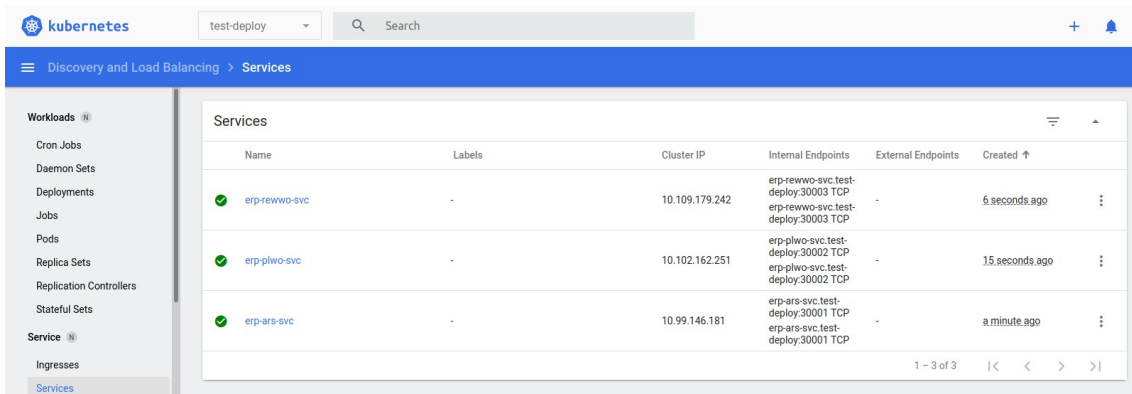 kubernetes
test-deploy
Search
Discovery and Load Balancing > Services
Workloads N
Cron Jobs
Daemon Sets
Deployments
Jobs
Pods
Replica Sets
Replication Controllers
Stateful Sets
Service N
Ingresses
Services
Services
Name Labels Cluster IP Internal Endpoints External Endpoints Created ↑
erp-rewwo-svc - 10.109.179.242
erp-rewwo-svc.test-
deploy:30003 TCP
erp-rewwo-svc.test-
deploy:30003 TCP
- 6 seconds ago
erp-plwo-svc - 10.102.162.251
erp-plwo-svc.test-
deploy:30002 TCP
erp-plwo-svc.test-
deploy:30002 TCP
- 15 seconds ago
erp-ars-svc - 10.99.146.181
erp-ars-svc.test-
deploy:30001 TCP
erp-ars-svc.test-
deploy:30001 TCP
- a minute ago
1 – 3 of 3